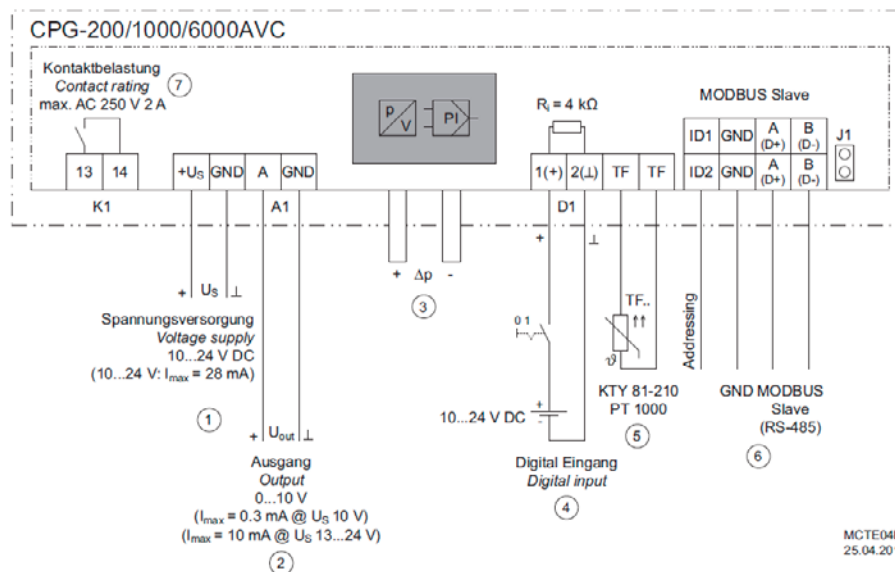 CPG-200/1000/6000AVC
Kontaktbelastung
Contact rating
max. AC 250 V 2 A
7
13 14
K1
+US GND A GND
A1
p
V
PI
Ri = 4 kΩ
1(+) 2(⊥) TF TF
D1
MODBUS Slave
ID1 GND A (D+) B (D-)
ID2 GND A (D+) B (D-)
J1
+ US ⊥
Spannungsversorgung
Voltage supply
10...24 V DC
(10...24 V: Imax = 28 mA)
1
+ Uout ⊥
Ausgang
Output
0...10 V
(Imax = 0.3 mA @ US 10 V)
(Imax = 10 mA @ US 13...24 V)
2
+ Δp -
3
+ ⊥
0 1
+
10...24 V DC
-
Digital Eingang
Digital input
4
TF..
↑↑
ϑ
KTY 81-210
PT 1000
5
Addressing
GND MODBUS
Slave
(RS-485)
6
25.04.20